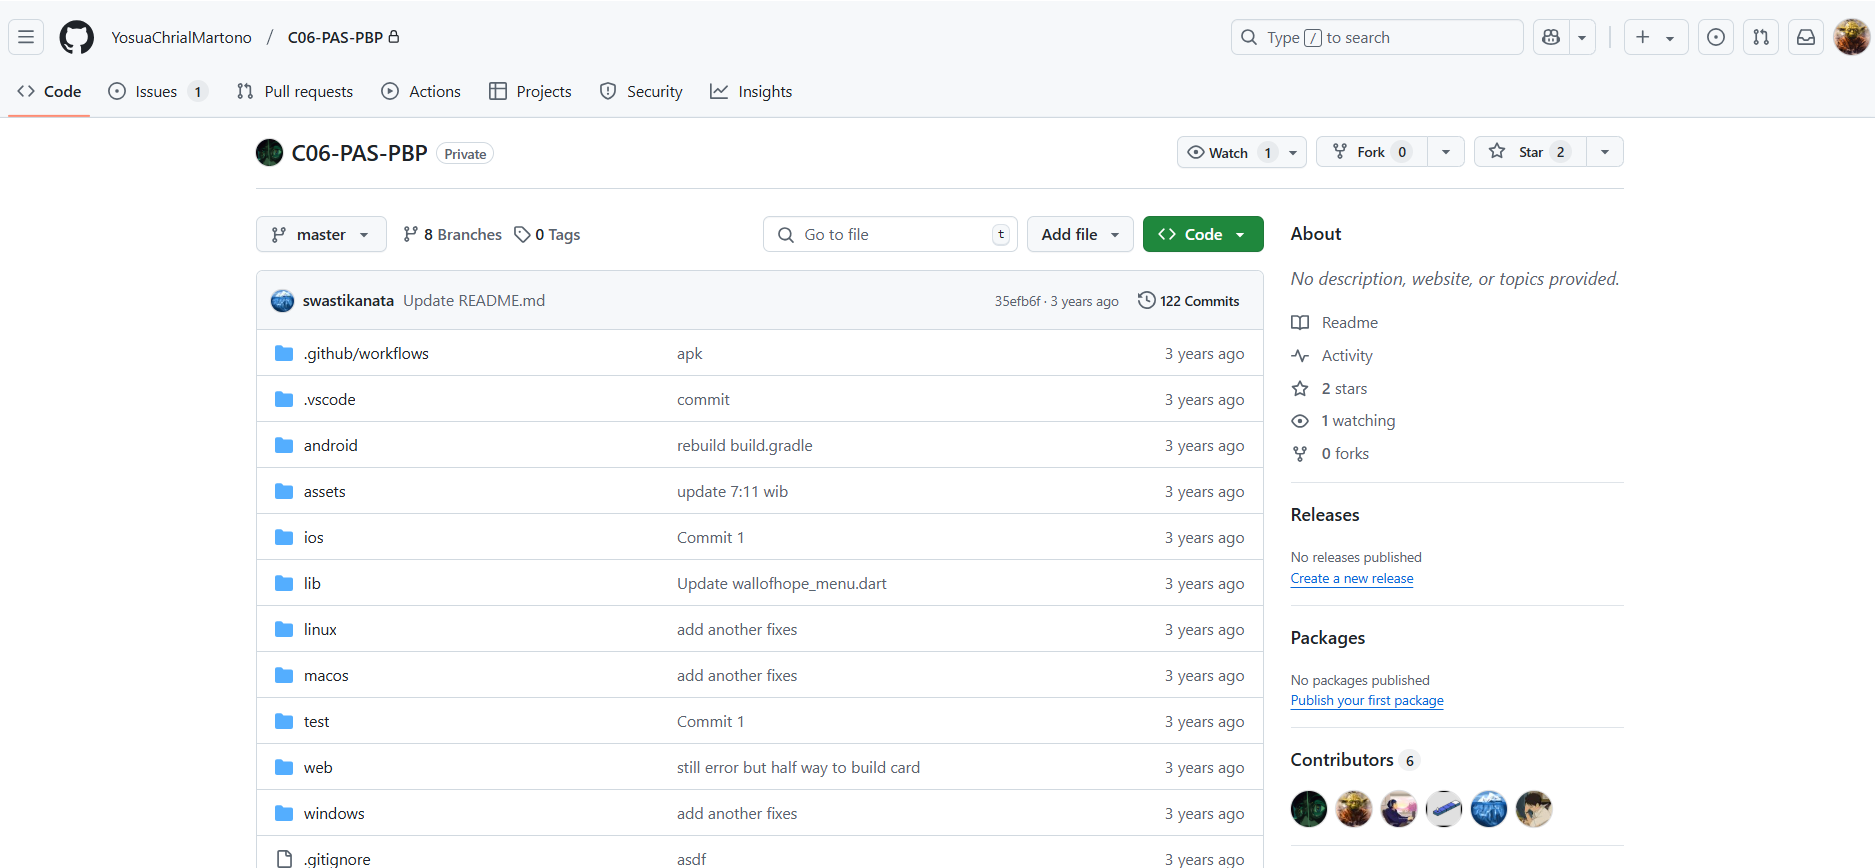 YosuaChrialMartono / C06-PAS-PBP
Type / to search
Code
Issues 1
Pull requests
Actions
Projects
Security
Insights
C06-PAS-PBP Private
Watch 1
Fork 0
Star 2
master
8 Branches
0 Tags
Go to file t
Add file
Code
swastikanata Update README.md 35efb6f · 3 years ago 122 Commits
.github/workflows apk 3 years ago
.vscode commit 3 years ago
android rebuild build.gradle 3 years ago
assets update 7:11 wib 3 years ago
ios Commit 1 3 years ago
lib Update wallofhope_menu.dart 3 years ago
linux add another fixes 3 years ago
macos add another fixes 3 years ago
test Commit 1 3 years ago
web still error but half way to build card 3 years ago
windows add another fixes 3 years ago
.gitignore asdf 3 years ago
About
No description, website, or topics provided.
Readme
Activity
2 stars
1 watching
0 forks
Releases
No releases published
Create a new release
Packages
No packages published
Publish your first package
Contributors 6